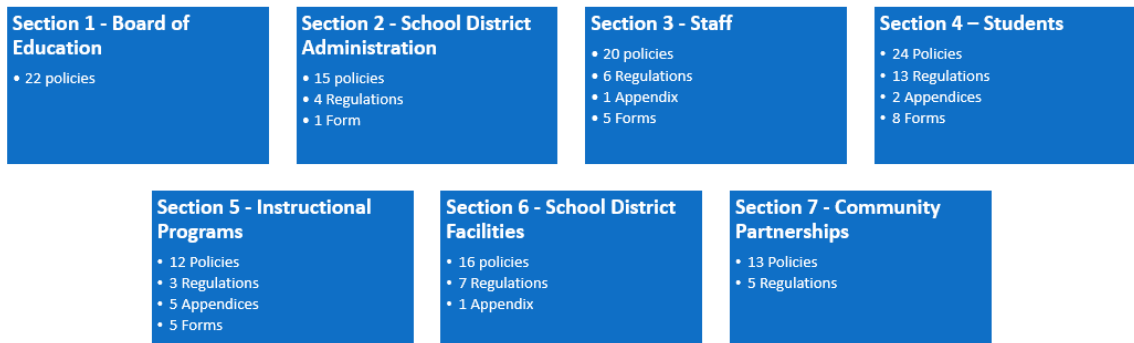 Section 1 - Board of
Education
• 22 policies
Section 2 - School District
Administration
• 15 policies
• 4 Regulations
• 1 Form
Section 3 - Staff
• 20 policies
• 6 Regulations
• 1 Appendix
• 5 Forms
Section 4 – Students
• 24 Policies
• 13 Regulations
• 2 Appendices
• 8 Forms
Section 5 - Instructional
Programs
• 12 Policies
• 3 Regulations
• 5 Appendices
• 5 Forms
Section 6 - School District
Facilities
• 16 policies
• 7 Regulations
• 1 Appendix
Section 7 - Community
Partnerships
• 13 Policies
• 5 Regulations